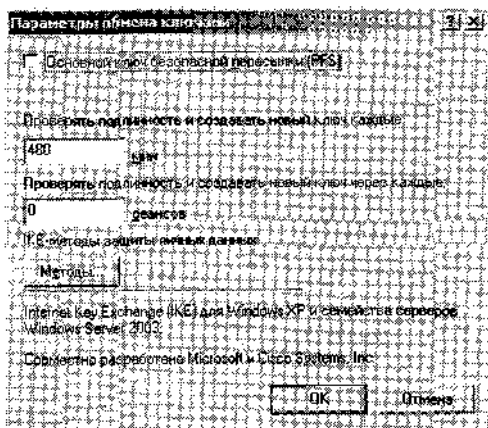 Параметры обмена ключами
Основной ключ безопасной пересылки (PFS)
Проверять подлинность и создавать новый ключ каждые:
480
мин
Проверять подлинность и создавать новый ключ через каждые:
0
сеансов
IKE-методы защиты личных данных:
Методы...
Internet Key Exchange (IKE) для Windows XP и семейства серверов
Windows Server 2003.
Совместно разработано Microsoft и Cisco Systems, Inc.
OK
Отмена